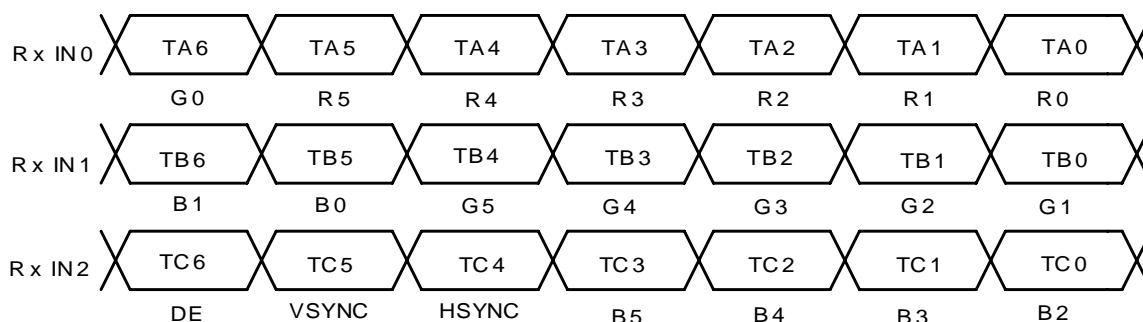 Rx IN0 TA6 TA5 TA4 TA3 TA2 TA1 TA0
G0 R5 R4 R3 R2 R1 R0
Rx IN1 TB6 TB5 TB4 TB3 TB2 TB1 TB0
B1 B0 G5 G4 G3 G2 G1
Rx IN2 TC6 TC5 TC4 TC3 TC2 TC1 TC0
DE VSYNC HSYNC B5 B4 B3 B2